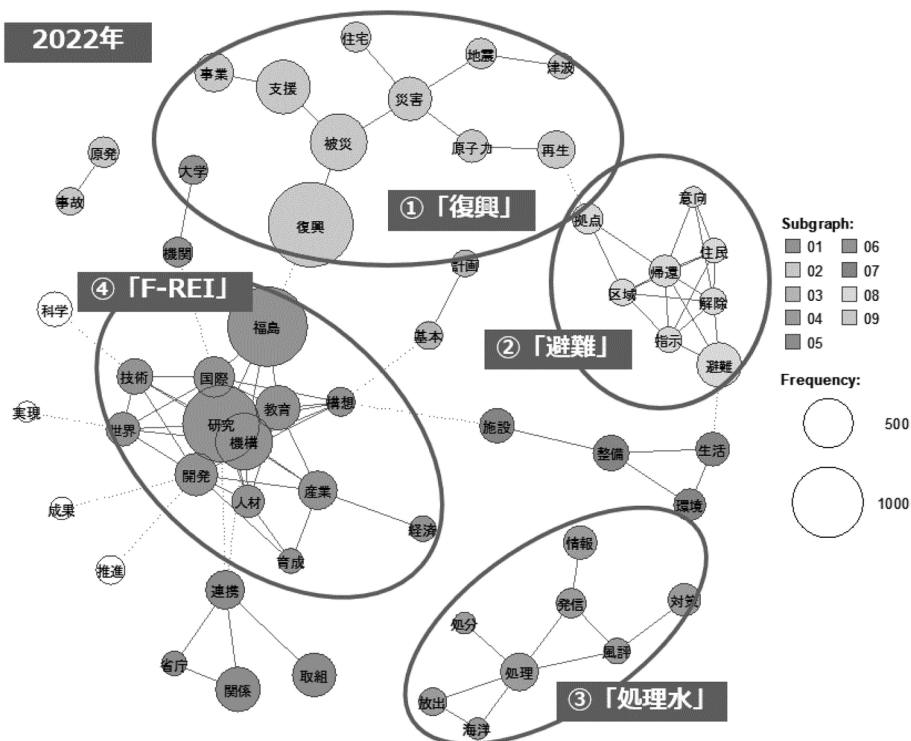 2022年
住宅
地震
津波
事業
支援
災害
被災
原子力
再生
原発
事故
大学
①「復興」
復興
機関
計画
拠点
意向
住民
帰還
区域
解除
指示
避難
②「避難」
Subgraph:
01 06
02 07
03 08
04 09
05
Frequency:
500
1000
④「F-REI」
科学
福島
基本
技術
国際
教育
構想
実現
世界
研究
機構
開発
人材
産業
成果
経済
推進
育成
施設
整備
生活
環境
連携
省庁
関係
取組
情報
発信
対策
処分
風評
処理
放出
海洋
③「処理水」